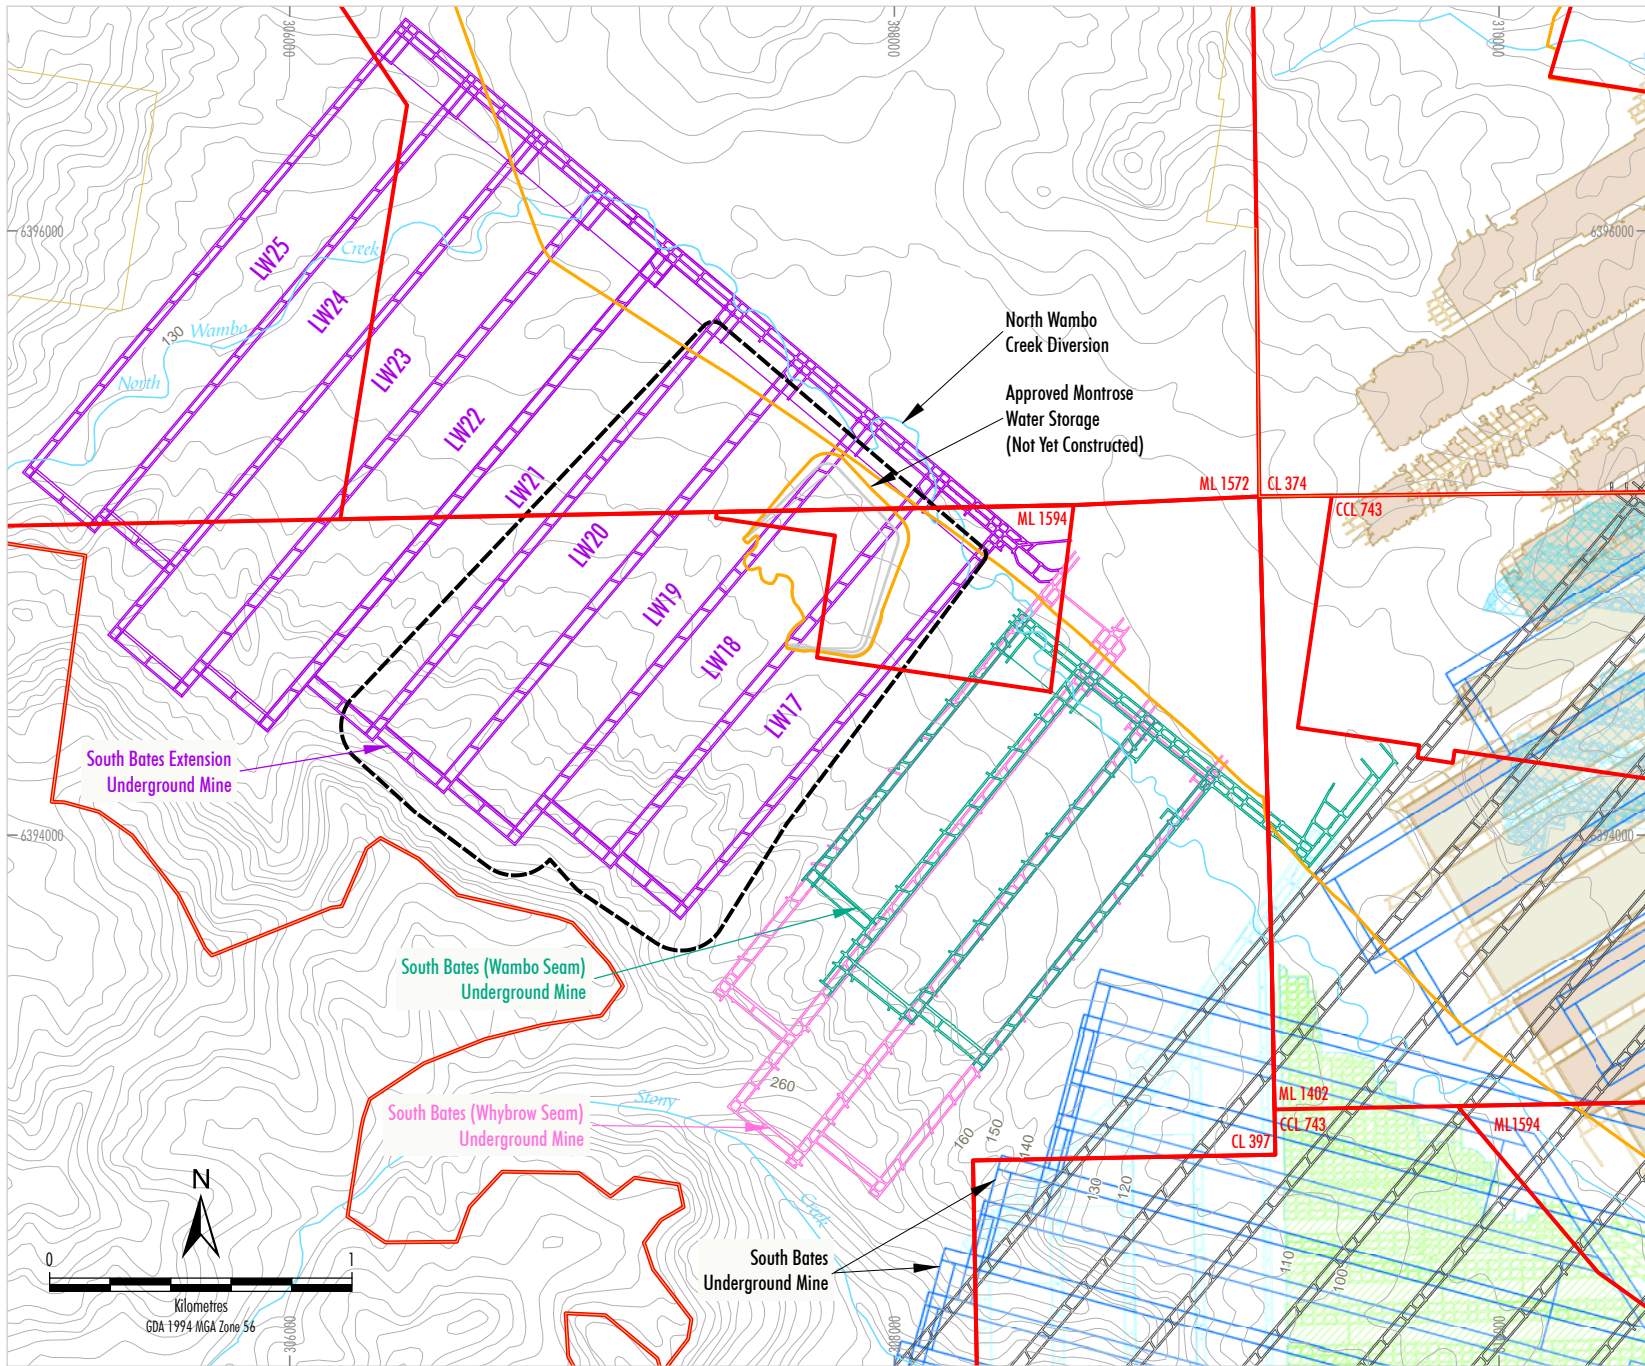 306000
308000
310000
6396000
6396000
LW25
Creek
LW24
Wambo
130
North
LW23
LW22
LW21
LW20
LW19
LW18
LW17
North Wambo
Creek Diversion
Approved Montrose
Water Storage
(Not Yet Constructed)
ML 1572
CL 374
ML 1594
CCL 743
South Bates Extension
Underground Mine
6394000
6394000
South Bates (Wambo Seam)
Underground Mine
260
Stony
South Bates (Whybrow Seam)
Underground Mine
160
150
140
130
120
110
100
ML 1402
CCL 743
ML1594
CL 397
Creek
South Bates
Underground Mine
N
0
1
Kilometres
GDA 1994 MGA Zone 56
306000
308000